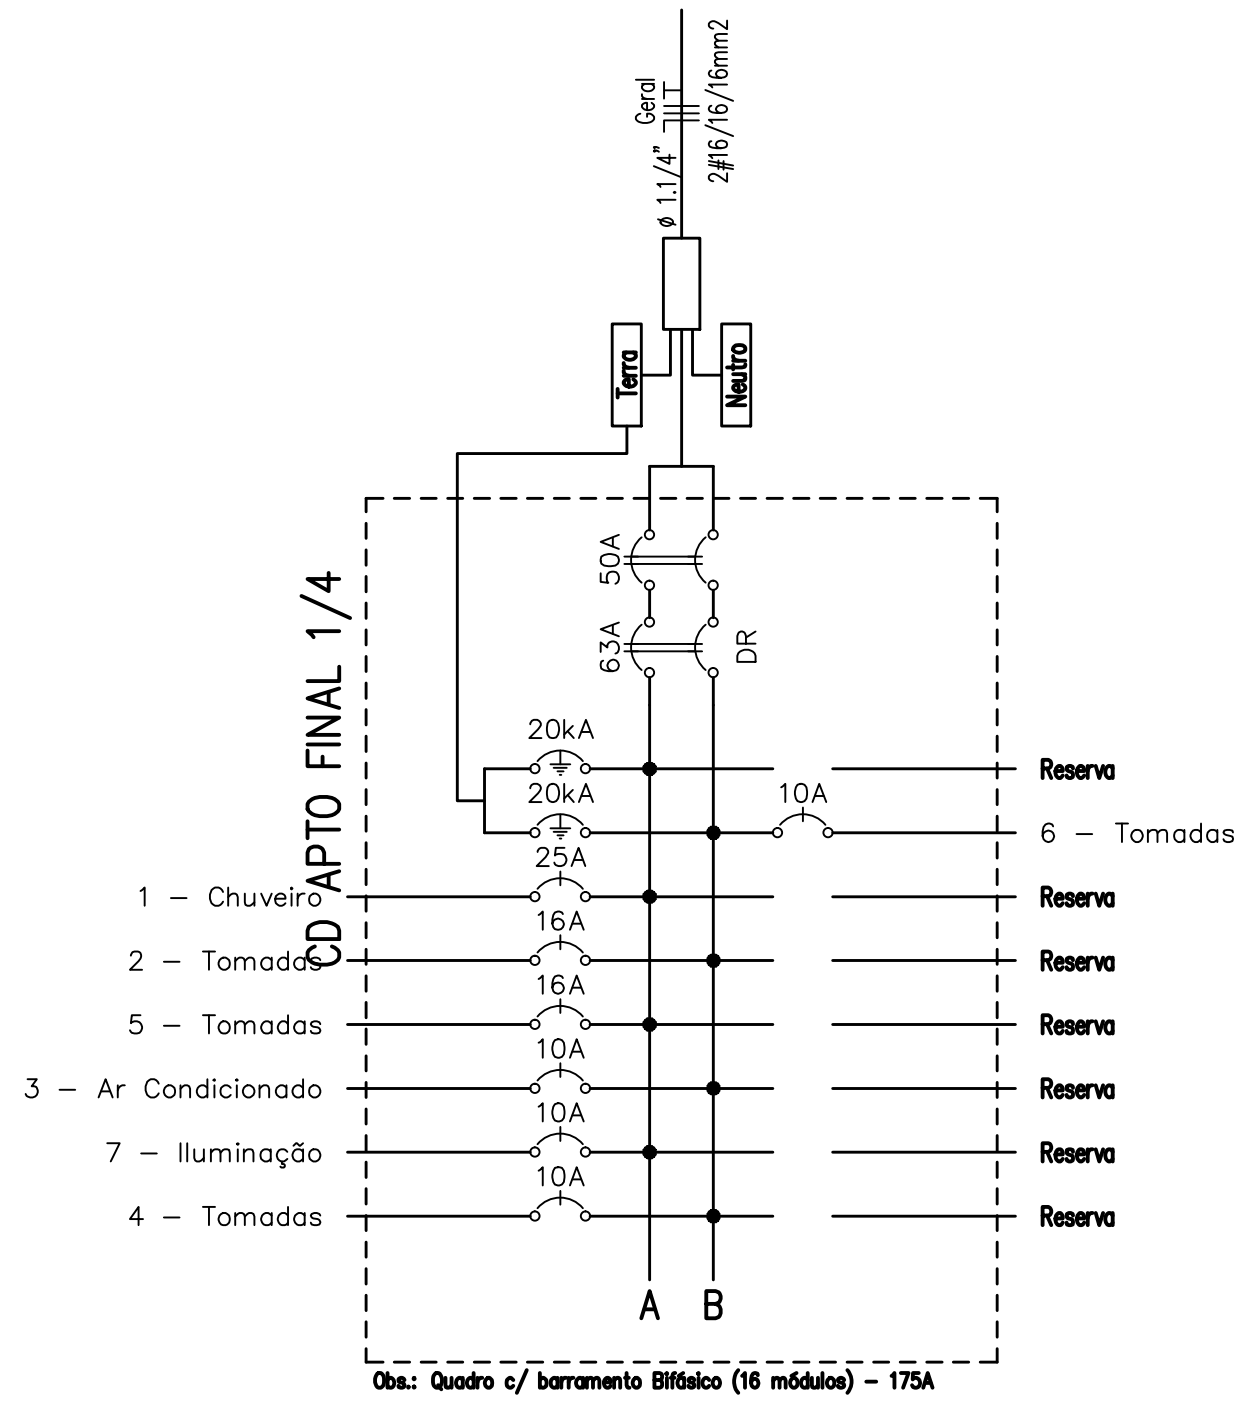 Geral
2#16/16/16mm2
ø 1.1/4"
Terra
Neutro
50A
63A
DR
CD APTO FINAL 1/4
20kA
Reserva
20kA
10A
6 - Tomadas
25A
1 - Chuveiro
Reserva
16A
2 - Tomadas
Reserva
16A
5 - Tomadas
Reserva
10A
3 - Ar Condicionado
Reserva
10A
7 - Iluminação
Reserva
10A
4 - Tomadas
Reserva
A B
Obs.: Quadro c/ barramento Bifásico (16 módulos) - 175A